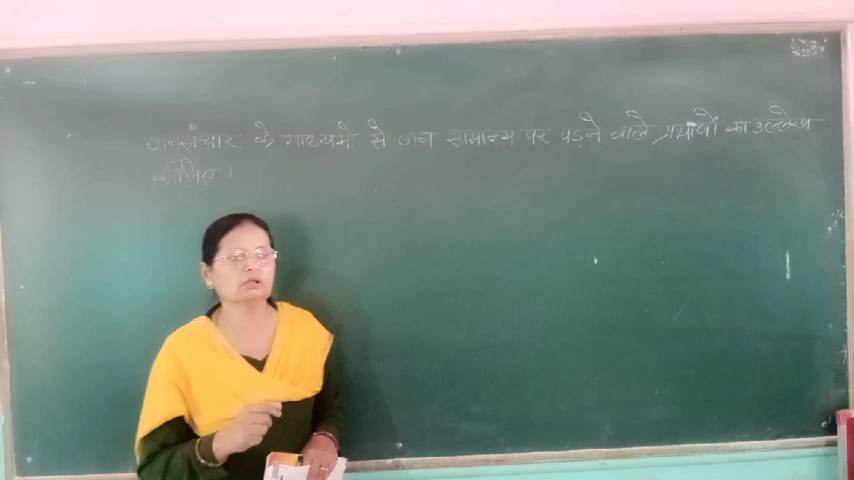 जनसंचार के माध्यमों से जन सामान्य पर पड़ने वाले प्रभावों का उल्लेख
कीजिए।